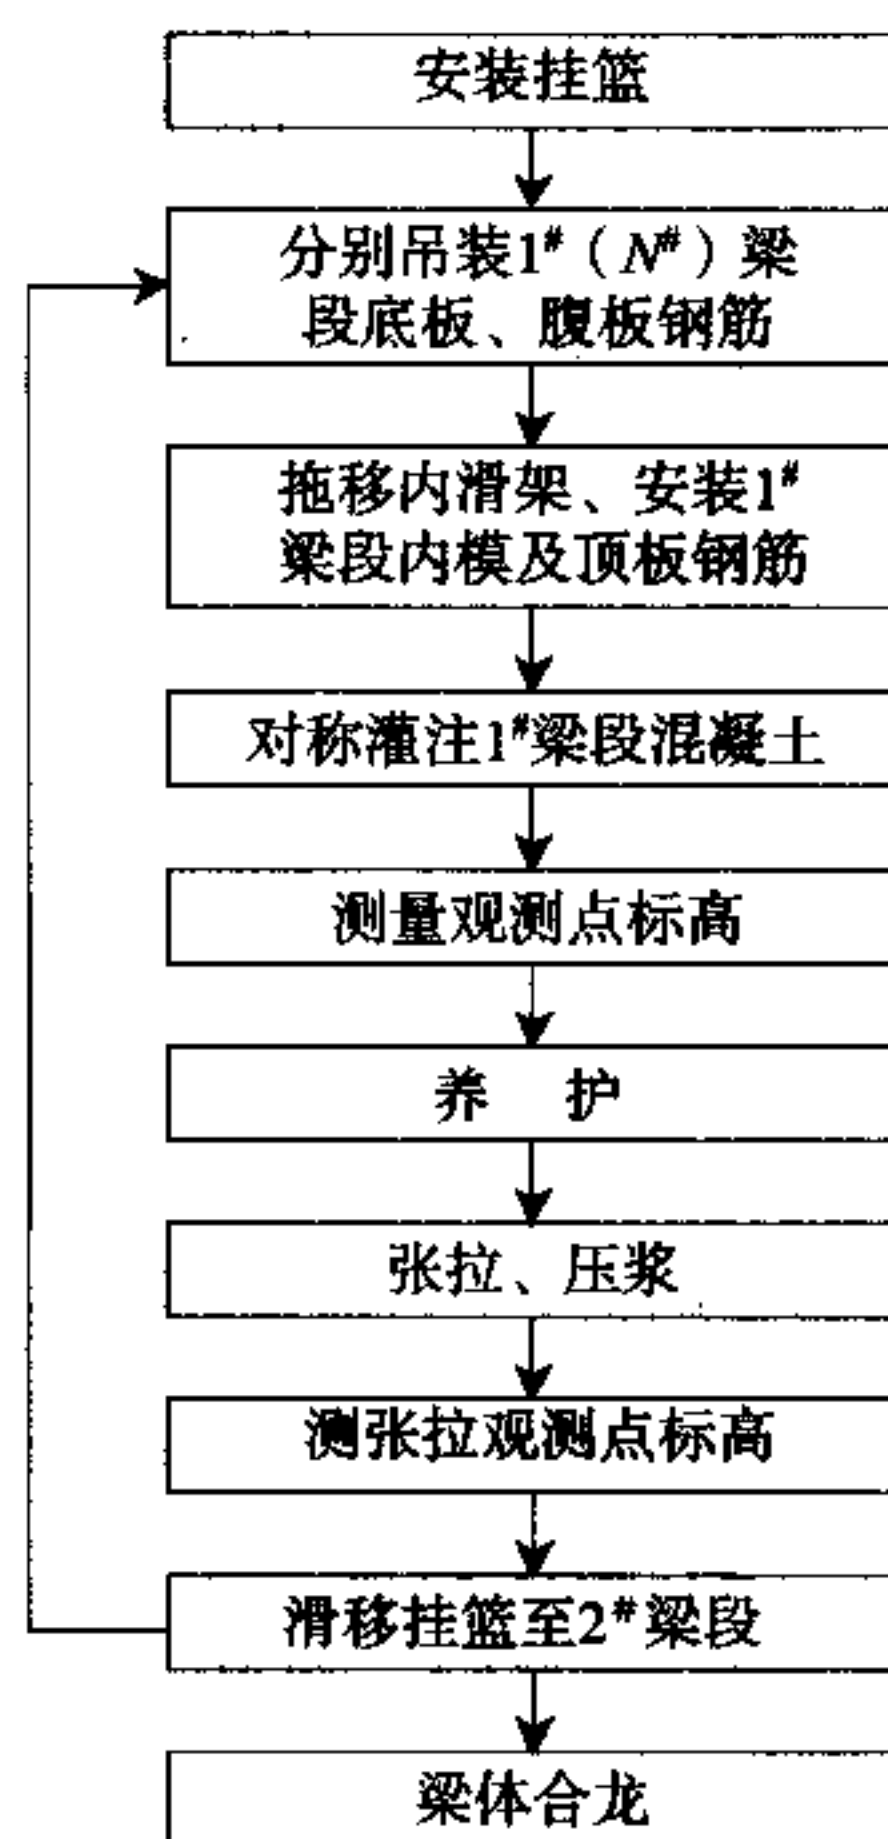 安装挂篮
分别吊装1#（N#）梁
段底板、腹板钢筋
拖移内滑架、安装1#
梁段内模及顶板钢筋
对称灌注1#梁段混凝土
测量观测点标高
养 护
张拉、压浆
测张拉观测点标高
滑移挂篮至2#梁段
梁体合龙